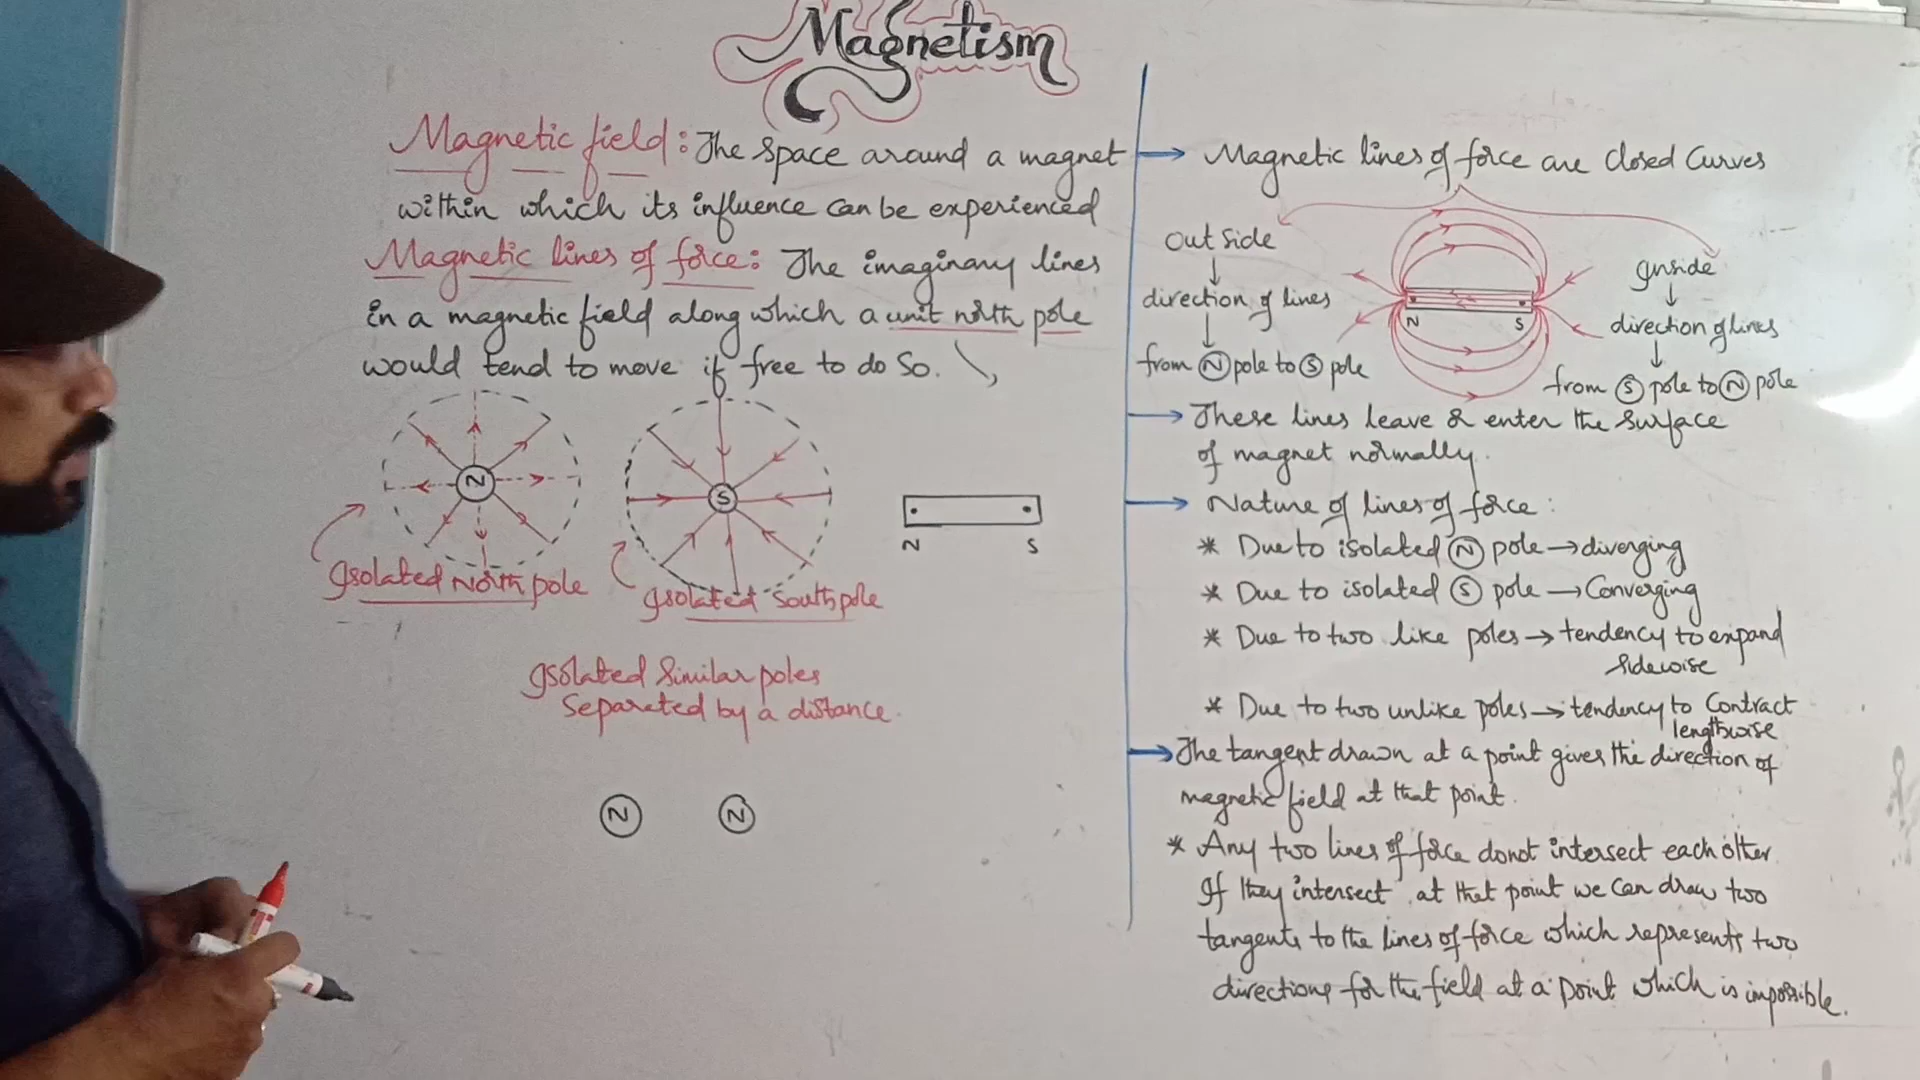 Magnetism
Magnetic field: The space around a magnet
within which its influence can be experienced
Magnetic lines of force: The imaginary lines
in a magnetic field along which a unit north pole
would tend to move if free to do so.
N
S
N S
Isolated North pole
Isolated South pole
Isolated Similar poles
Separated by a distance.
N N
→ Magnetic lines of force are closed curves
outside
↓
direction of lines
↓
from N pole to S pole
N S
Inside
↓
direction of lines
↓
from S pole to N pole
→ These lines leave & enter the surface
of magnet normally.
→ Nature of lines of force:
* Due to isolated N pole → diverging
* Due to isolated S pole → Converging
* Due to two like poles → tendency to expand
sidewise
* Due to two unlike poles → tendency to contract
lengthwise
→ The tangent drawn at a point gives the direction of
magnetic field at that point.
* Any two lines of force donot intersect each other.
If they intersect, at that point we can draw two
tangents to the lines of force which represents two
directions for the field at a point which is impossible.